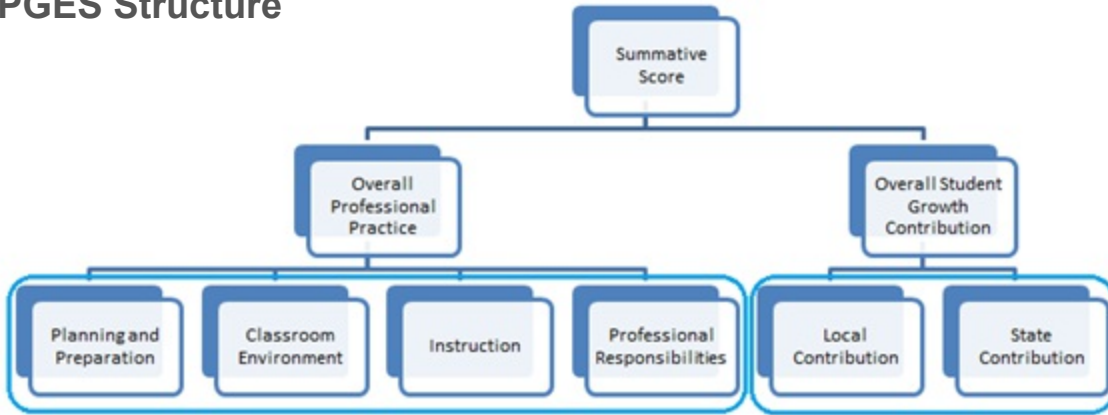 PGES Structure
Summative
Score
Overall
Professional
Practice
Overall Student
Growth
Contribution
Planning and
Preparation
Classroom
Environment
Instruction
Professional
Responsibilities
Local
Contribution
State
Contribution